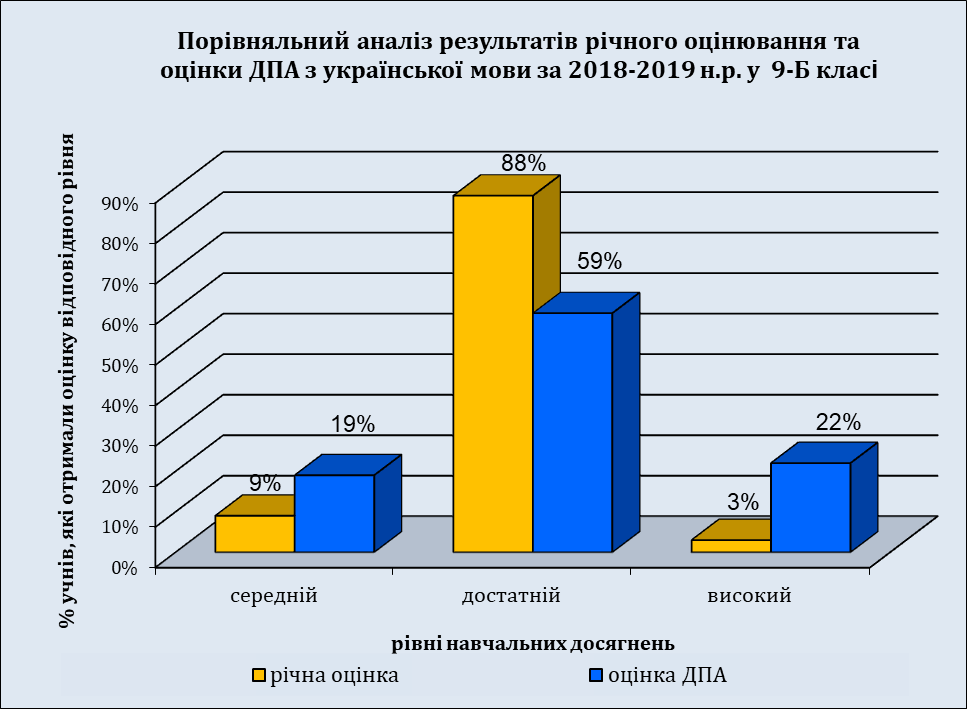 Порівняльний аналіз результатів річного оцінювання та
оцінки ДПА з української мови за 2018-2019 н.р. у 9-Б класі
% учнів, які отримали оцінку відповідного рівня
90%
80%
70%
60%
50%
40%
30%
20%
10%
0%
9%
19%
88%
59%
3%
22%
середній
достатній
високий
рівні навчальних досягнень
річна оцінка
оцінка ДПА